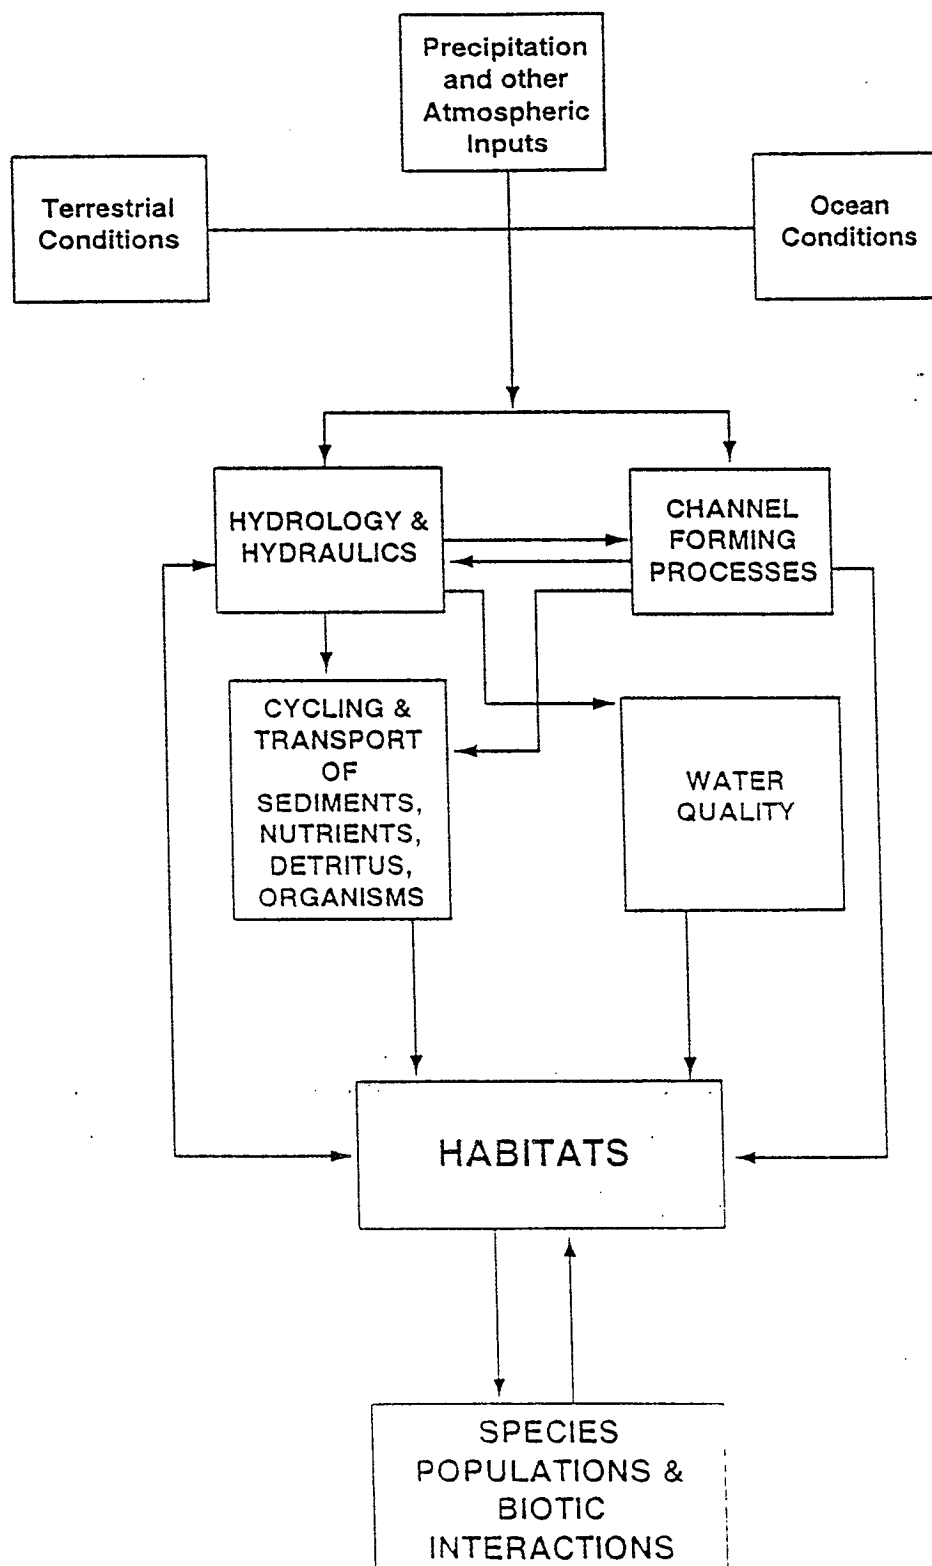 Precipitation
and other
Atmospheric
Inputs
Terrestrial
Conditions
Ocean
Conditions
HYDROLOGY &
HYDRAULICS
CHANNEL
FORMING
PROCESSES
CYCLING &
TRANSPORT
OF
SEDIMENTS,
NUTRIENTS,
DETRITUS,
ORGANISMS
WATER
QUALITY
HABITATS
SPECIES
POPULATIONS &
BIOTIC
INTERACTIONS